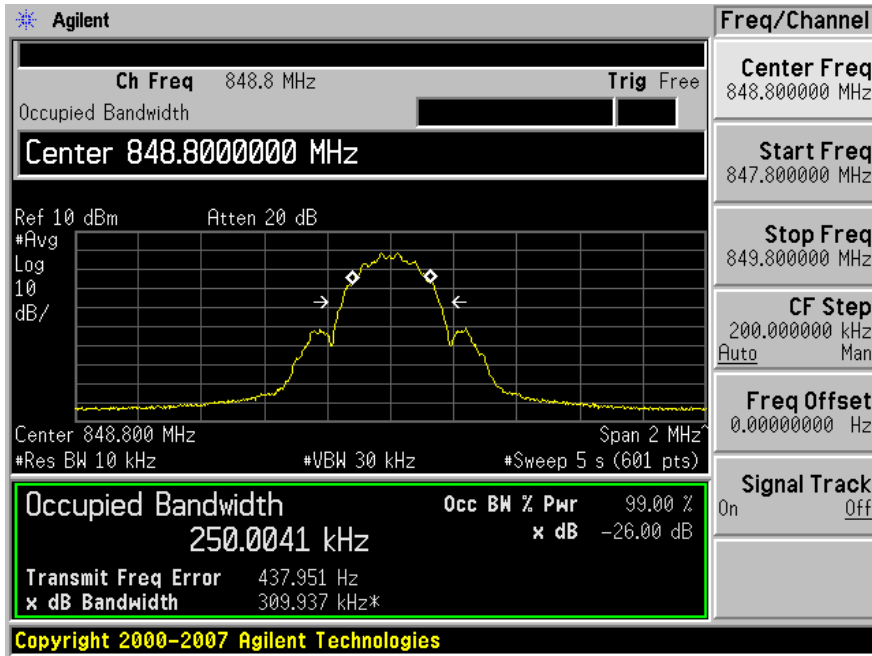 Agilent
Freq/Channel
Ch Freq 848.8 MHz Trig Free
Occupied Bandwidth
Center 848.8000000 MHz
Ref 10 dBm Atten 20 dB
#Avg
Log
10
dB/
Center 848.800 MHz Span 2 MHz^
#Res BW 10 kHz #VBW 30 kHz #Sweep 5 s (601 pts)
Occupied Bandwidth
250.0041 kHz
Occ BW % Pwr 99.00 %
x dB -26.00 dB
Transmit Freq Error 437.951 Hz
x dB Bandwidth 309.937 kHz*
Copyright 2000-2007 Agilent Technologies
Center Freq
848.800000 MHz
Start Freq
847.800000 MHz
Stop Freq
849.800000 MHz
CF Step
200.000000 kHz
Auto Man
Freq Offset
0.00000000 Hz
Signal Track
On Off